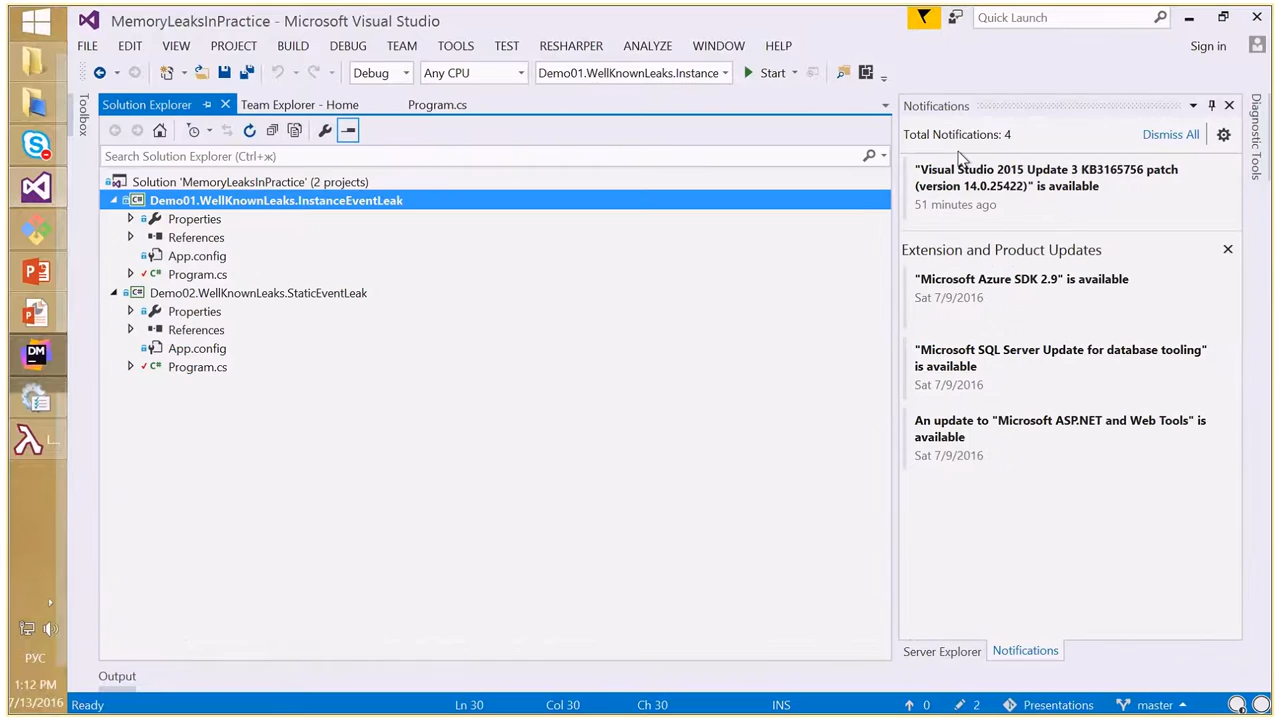 MemoryLeaksInPractice - Microsoft Visual Studio
Quick Launch
FILE EDIT VIEW PROJECT BUILD DEBUG TEAM TOOLS TEST RESHARPER ANALYZE WINDOW HELP
Sign in
Debug Any CPU Demo01.WellKnownLeaks.Instance Start
Toolbox
Solution Explorer Team Explorer - Home Program.cs
Search Solution Explorer (Ctrl+ж)
Solution 'MemoryLeaksInPractice' (2 projects)
Demo01.WellKnownLeaks.InstanceEventLeak
Properties
References
App.config
C# Program.cs
Demo02.WellKnownLeaks.StaticEventLeak
Properties
References
App.config
C# Program.cs
Notifications
Total Notifications: 4 Dismiss All
"Visual Studio 2015 Update 3 KB3165756 patch
(version 14.0.25422)" is available
51 minutes ago
Extension and Product Updates
"Microsoft Azure SDK 2.9" is available
Sat 7/9/2016
"Microsoft SQL Server Update for database tooling"
is available
Sat 7/9/2016
An update to "Microsoft ASP.NET and Web Tools" is
available
Sat 7/9/2016
Server Explorer Notifications
Diagnostic Tools
Output
Ready Ln 30 Col 30 Ch 30 INS 0 2 Presentations master
DM
РУС
1:12 PM
7/13/2016